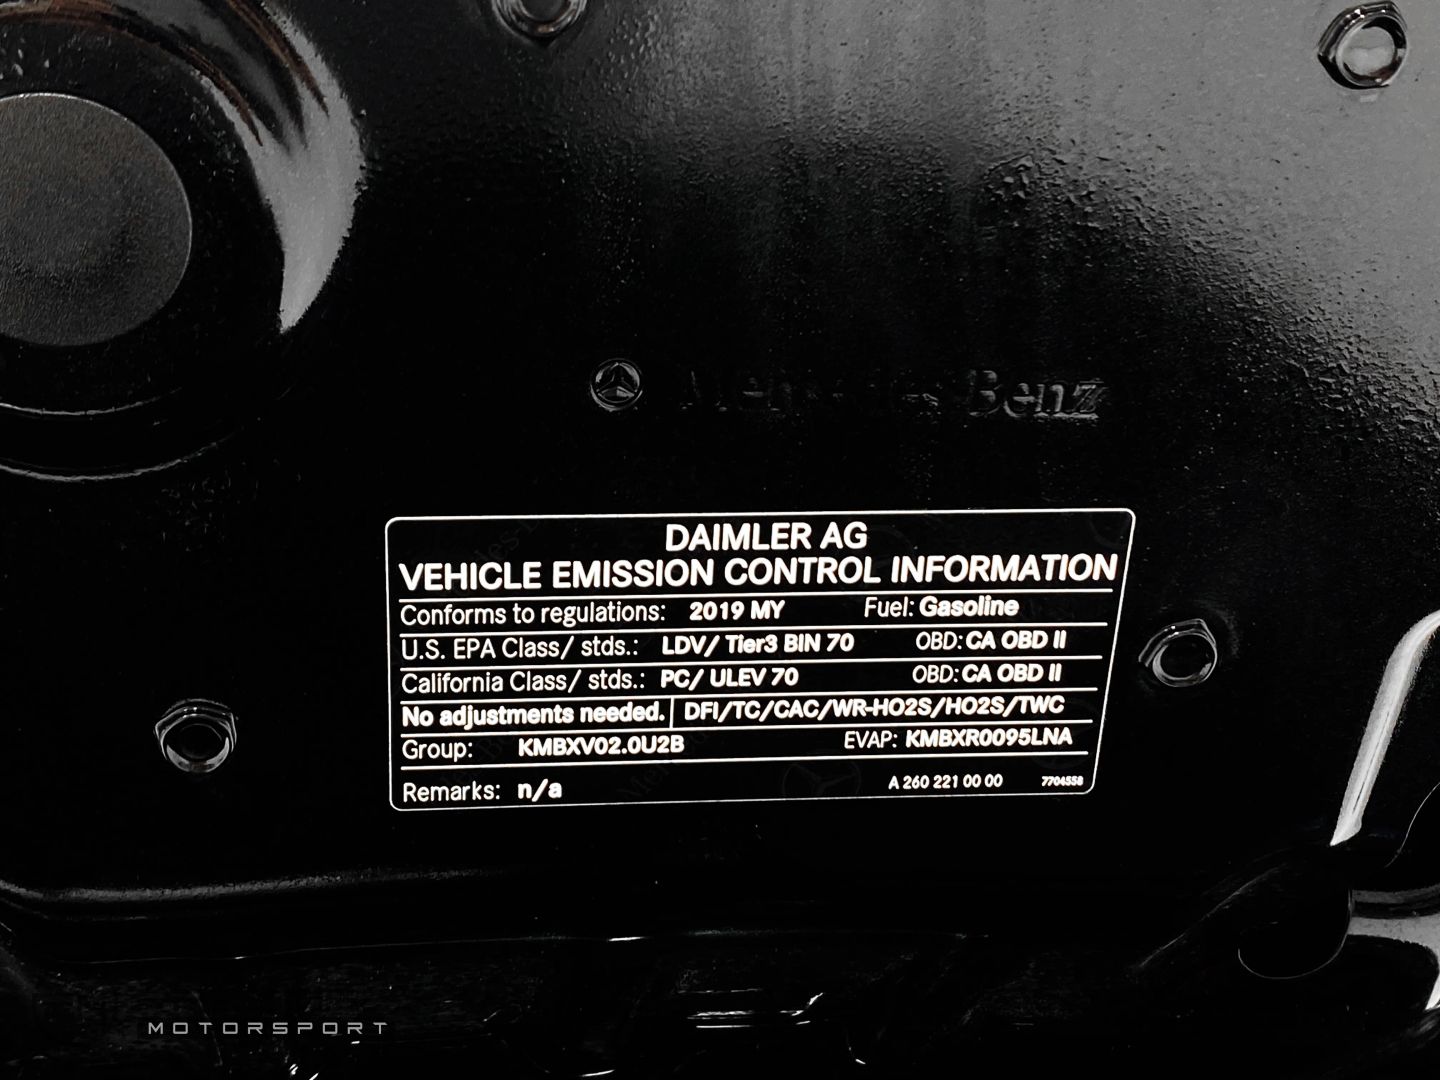 Mercedes-Benz
DAIMLER AG
VEHICLE EMISSION CONTROL INFORMATION
Conforms to regulations: 2019 MY Fuel: Gasoline
U.S. EPA Class/ stds.: LDV/ Tier3 BIN 70 OBD: CA OBD II
California Class/ stds.: PC/ ULEV 70 OBD: CA OBD II
No adjustments needed. DFI/TC/CAC/WR-HO2S/HO2S/TWC
Group: KMBXV02.0U2B EVAP: KMBXR0095LNA
Remarks: n/a A 260 221 00 00 7704558
MOTORSPORT